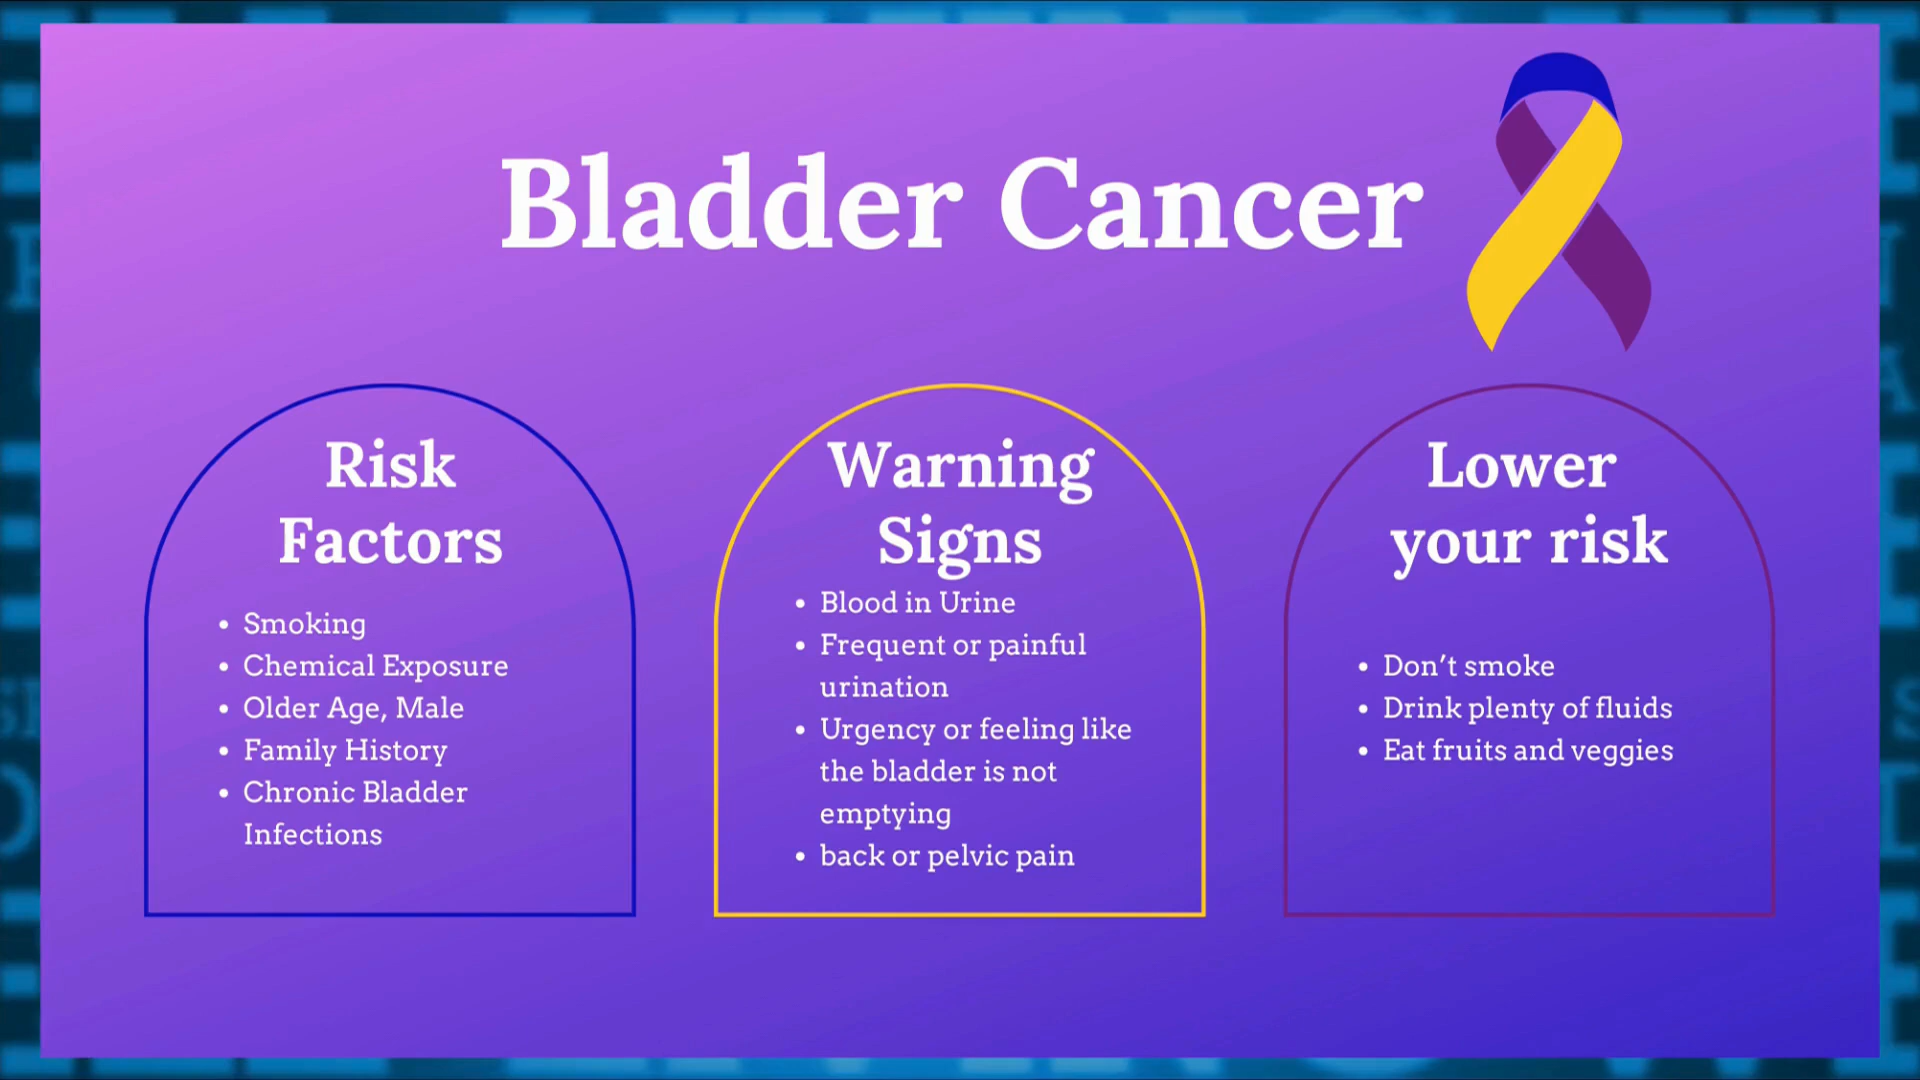 Bladder Cancer
Risk
Factors
• Smoking
• Chemical Exposure
• Older Age, Male
• Family History
• Chronic Bladder
Infections
Warning
Signs
• Blood in Urine
• Frequent or painful
urination
• Urgency or feeling like
the bladder is not
emptying
• back or pelvic pain
Lower
your risk
• Don’t smoke
• Drink plenty of fluids
• Eat fruits and veggies